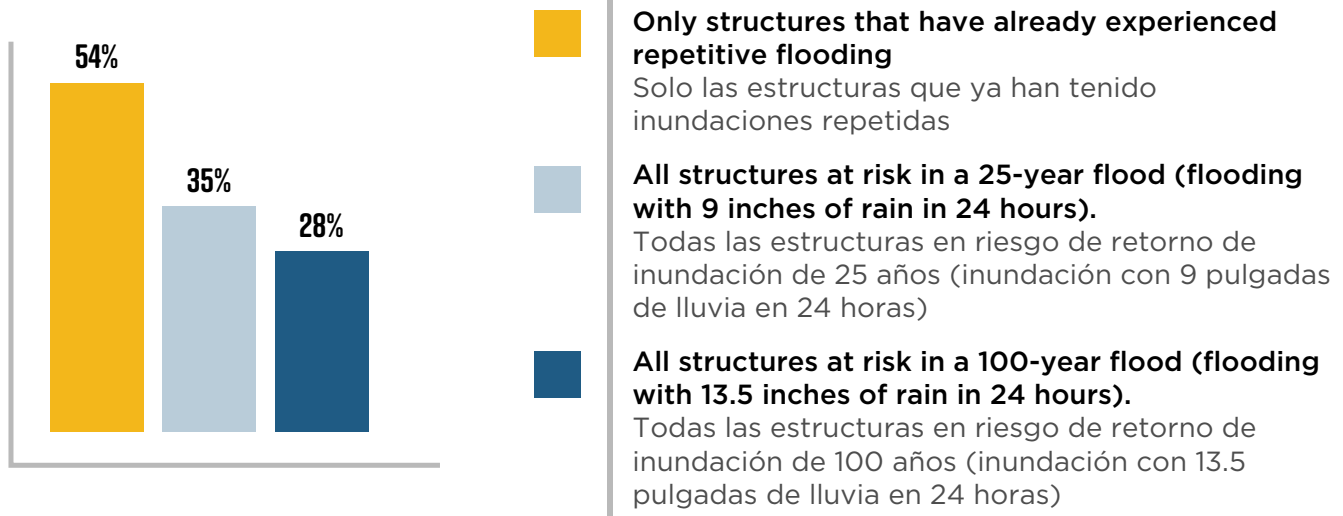 54%
35%
28%
Only structures that have already experienced
repetitive flooding
Solo las estructuras que ya han tenido
inundaciones repetidas
All structures at risk in a 25-year flood (flooding
with 9 inches of rain in 24 hours).
Todas las estructuras en riesgo de retorno de
inundación de 25 años (inundación con 9 pulgadas
de lluvia en 24 horas)
All structures at risk in a 100-year flood (flooding
with 13.5 inches of rain in 24 hours).
Todas las estructuras en riesgo de retorno de
inundación de 100 años (inundación con 13.5
pulgadas de lluvia en 24 horas)